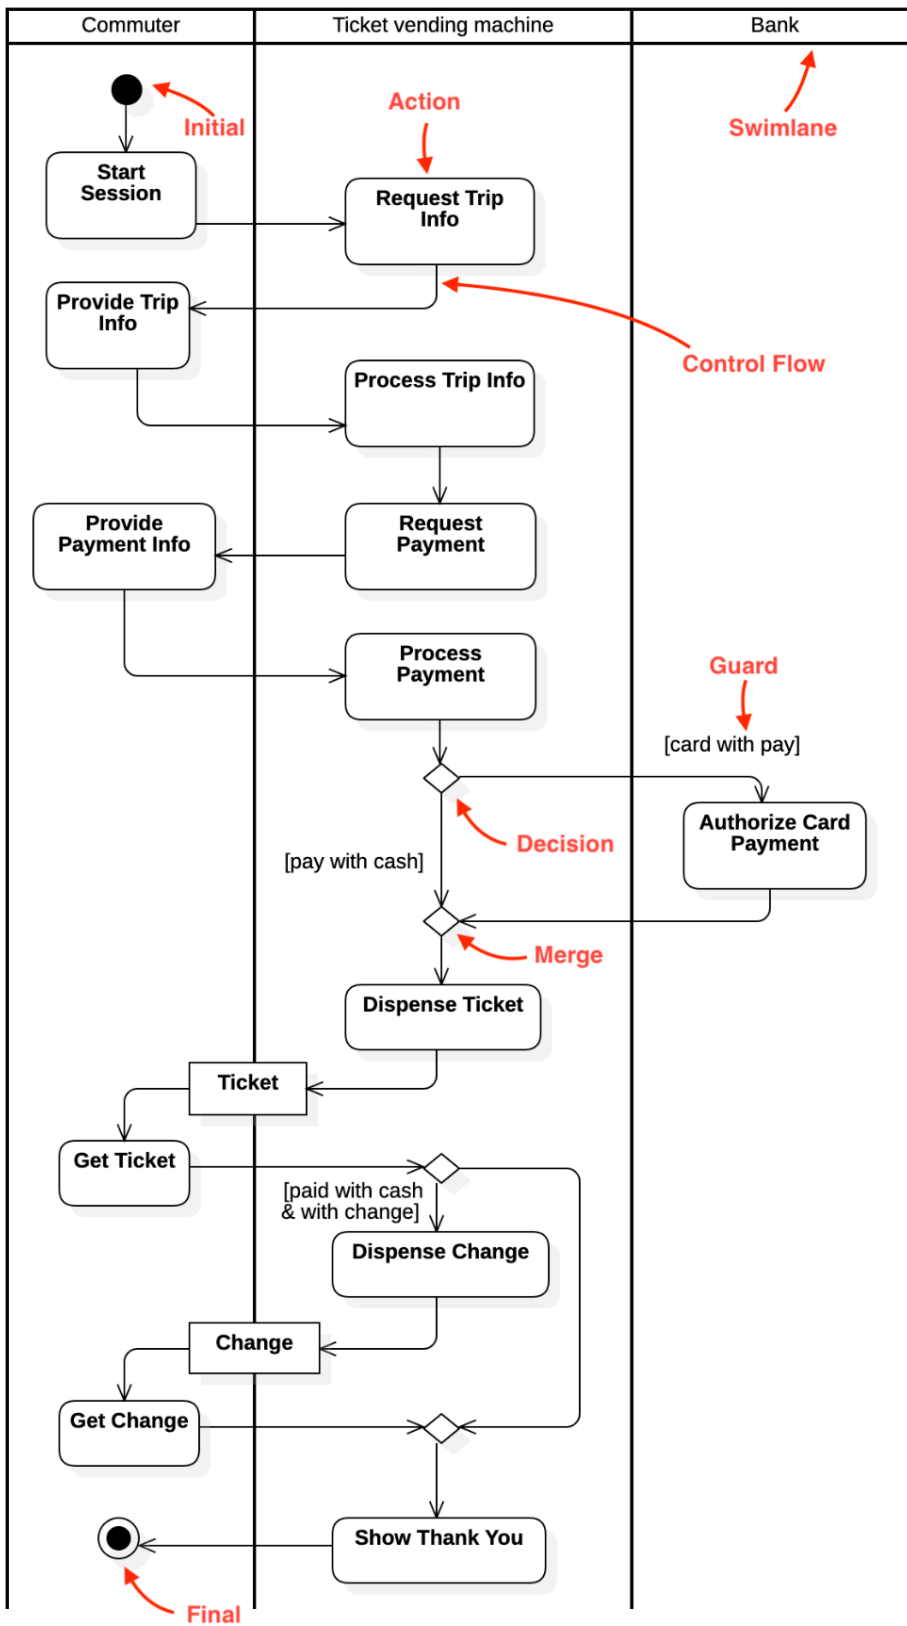 Commuter
Ticket vending machine
Bank
Action
Initial
Swimlane
Start
Session
Request Trip
Info
Provide Trip
Info
Control Flow
Process Trip Info
Provide
Payment Info
Request
Payment
Process
Payment
Guard
[card with pay]
Authorize Card
Payment
Decision
[pay with cash]
Merge
Dispense Ticket
Ticket
Get Ticket
[paid with cash
& with change]
Dispense Change
Change
Get Change
Show Thank You
Final